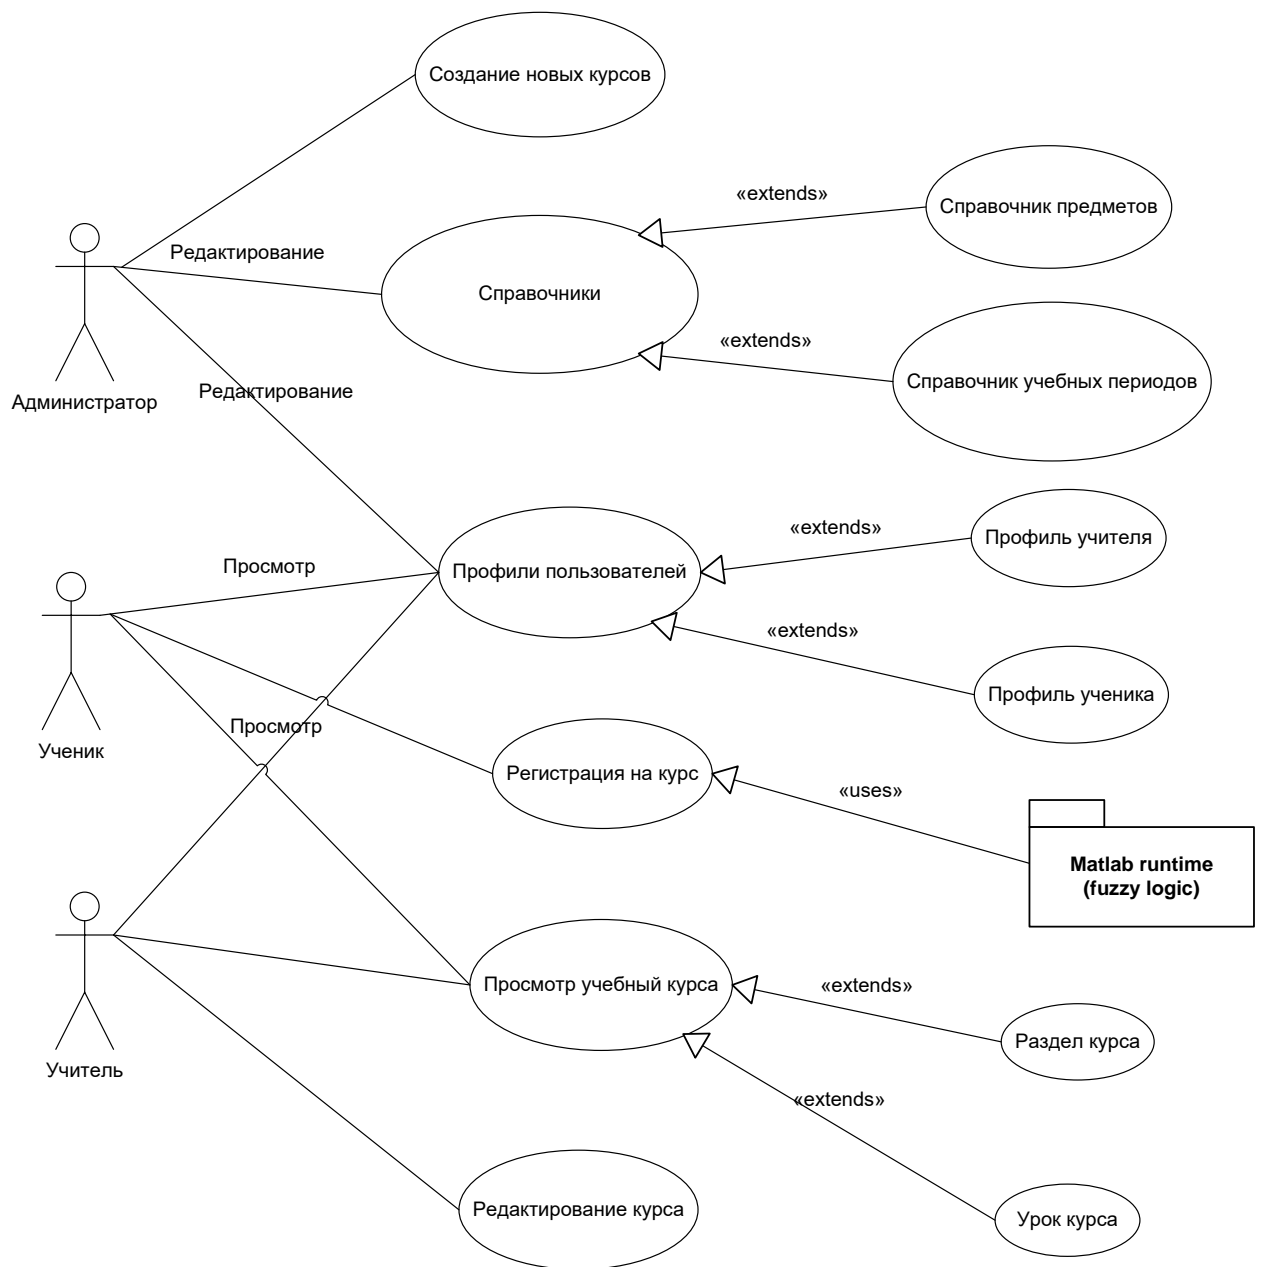 Создание новых курсов
«extends»
Справочник предметов
Редактирование
Справочники
«extends»
Справочник учебных периодов
Редактирование
Администратор
«extends»
Профиль учителя
Просмотр
Профили пользователей
«extends»
Профиль ученика
Просмотр
Ученик
Регистрация на курс
«uses»
Matlab runtime
(fuzzy logic)
Просмотр учебный курса
«extends»
Раздел курса
Учитель
«extends»
Редактирование курса
Урок курса